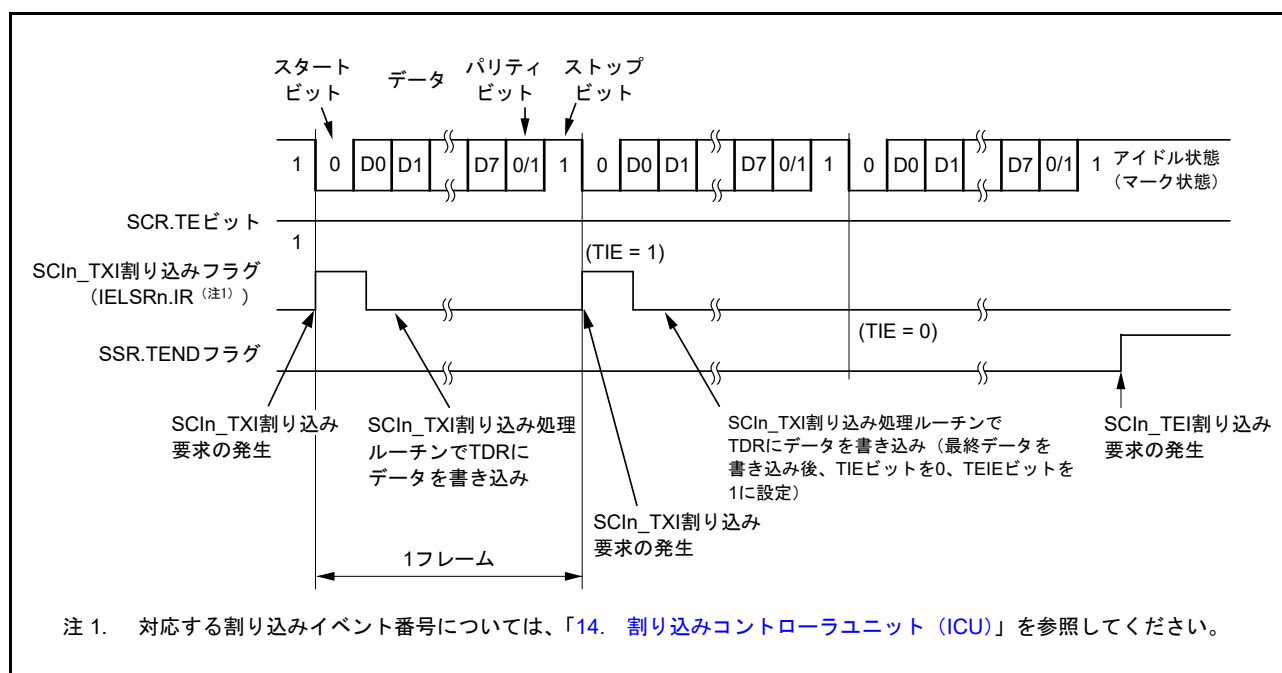 スタート
ビット
データ
パリティ
ビット
ストップ
ビット
1 0 D0 D1 D7 0/1 1 0 D0 D1 D7 0/1 1 0 D0 D1 D7 0/1 1
アイドル状態
（マーク状態）
SCR.TEビット
1
(TIE = 1)
SCIn_TXI割り込みフラグ
（IELSRn.IR（注1））
(TIE = 0)
SSR.TENDフラグ
SCIn_TXI割り込み
要求の発生
SCIn_TXI割り込み処理
ルーチンでTDRに
データを書き込み
SCIn_TXI割り込み処理ルーチンで
TDRにデータを書き込み（最終データを
書き込み後、TIEビットを0、TEIEビットを
1に設定）
SCIn_TEI割り込み
要求の発生
SCIn_TXI割り込み
要求の発生
1フレーム
注 1. 対応する割り込みイベント番号については、「14. 割り込みコントローラユニット（ICU）」を参照してください。